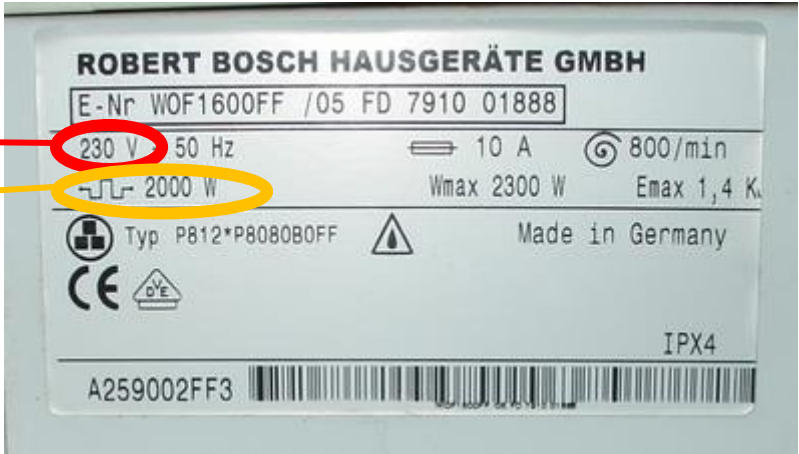 ROBERT BOSCH HAUSGERÄTE GMBH
E-Nr WOF1600FF /05 FD 7910 01888
230 V 50 Hz 10 A 800/min
2000 W Wmax 2300 W Emax 1,4 K
Typ P812*P8080B0FF Made in Germany
CE DVE
IPX4
A259002FF3